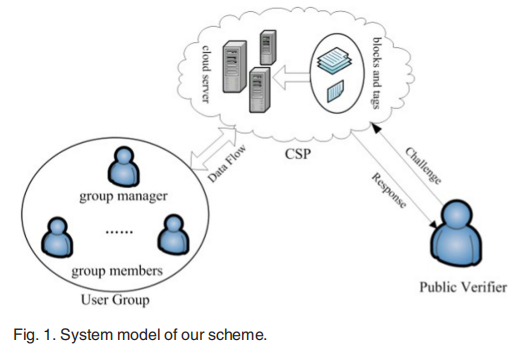 cloud server
blocks and tags
CSP
Data Flow
Challenge
Response
group manager
......
group members
User Group
Public Verifier
Fig. 1. System model of our scheme.